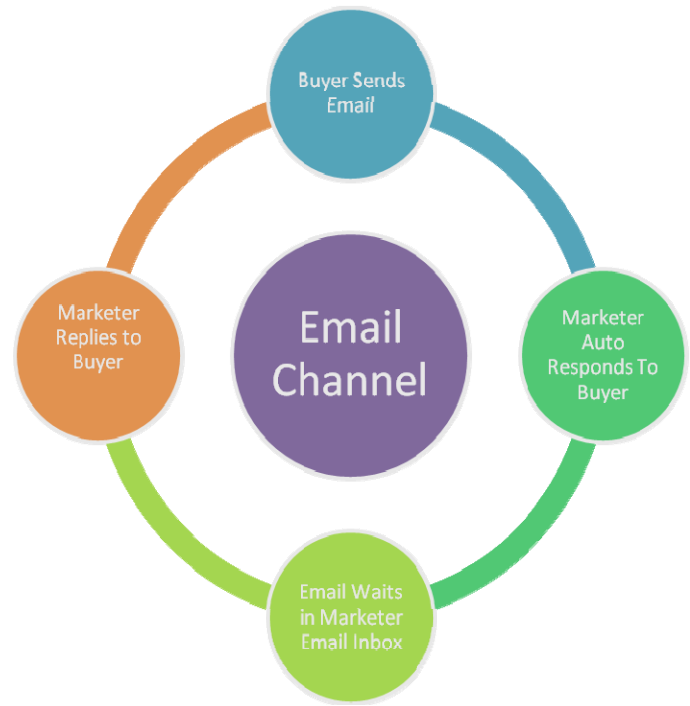 Buyer Sends
Email
Marketer
Auto
Responds To
Buyer
Email Waits
in Marketer
Email Inbox
Marketer
Replies to
Buyer
Email
Channel